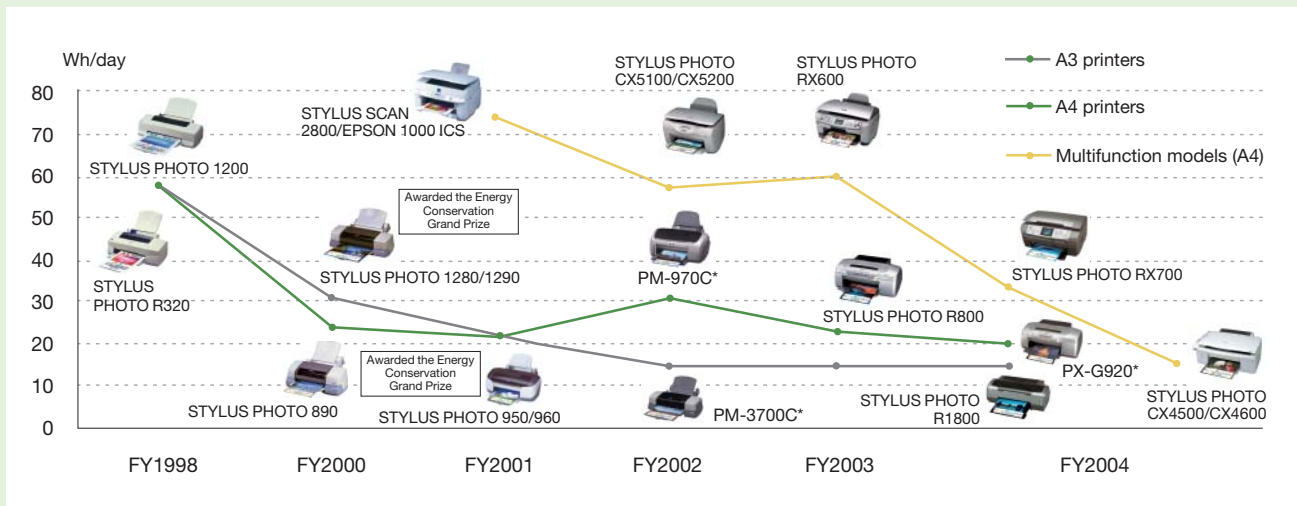 Wh/day
80
70
60
50
40
30
20
10
0
STYLUS PHOTO 1200
STYLUS
PHOTO R320
STYLUS SCAN
2800/EPSON 1000 ICS
Awarded the Energy
Conservation
Grand Prize
STYLUS PHOTO 1280/1290
STYLUS PHOTO 890
Awarded the Energy
Conservation
Grand Prize
STYLUS PHOTO 950/960
STYLUS PHOTO
CX5100/CX5200
PM-970C*
PM-3700C*
STYLUS PHOTO
RX600
STYLUS PHOTO R800
STYLUS PHOTO
R1800
STYLUS PHOTO RX700
PX-G920*
STYLUS PHOTO
CX4500/CX4600
A3 printers
A4 printers
Multifunction models (A4)
FY1998
FY2000
FY2001
FY2002
FY2003
FY2004